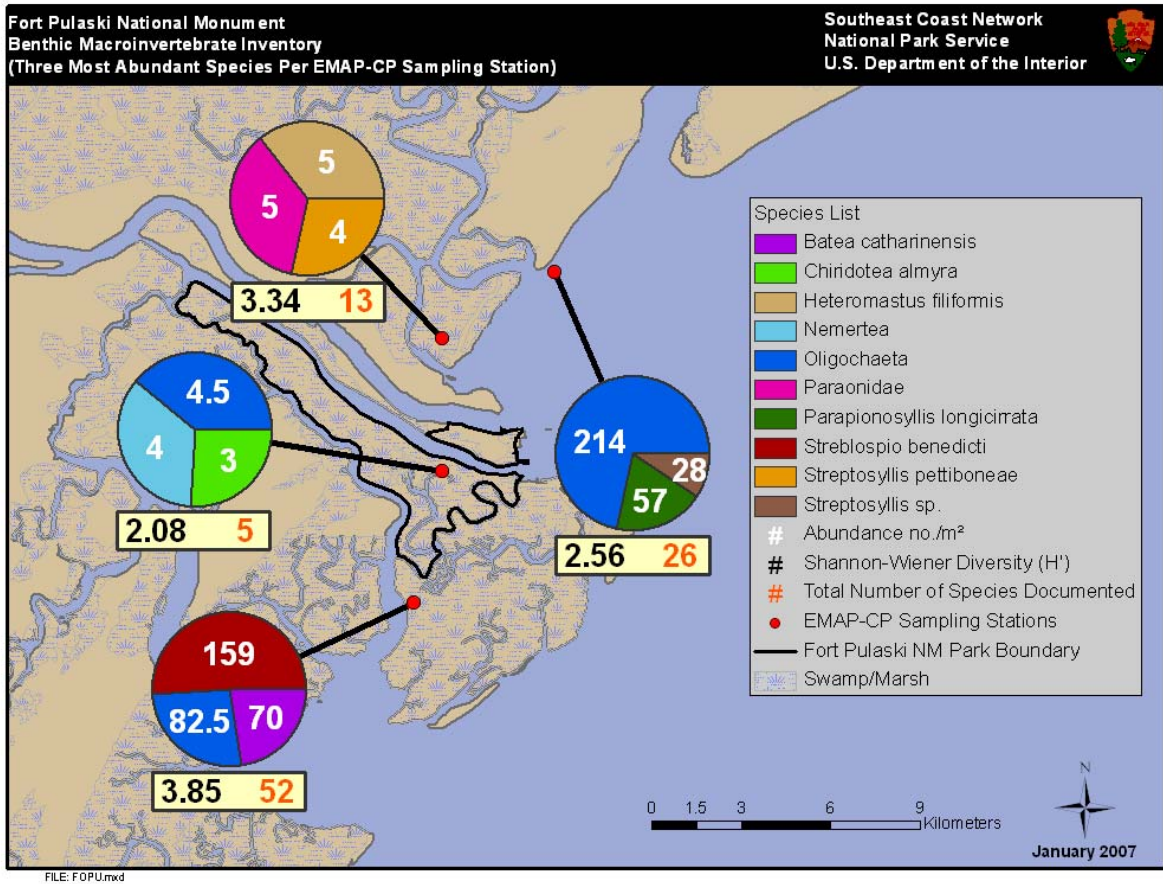 Fort Pulaski National Monument
Benthic Macroinvertebrate Inventory
(Three Most Abundant Species Per EMAP-CP Sampling Station)
Southeast Coast Network
National Park Service
U.S. Department of the Interior
5
5
4
3.34 13
4.5
4
3
2.08 5
214
28
57
2.56 26
159
82.5
70
3.85 52
Species List
Batea catharinensis
Chiridotea almyra
Heteromastus filiformis
Nemertea
Oligochaeta
Paraonidae
Parapionosyllis longicirrata
Streblospio benedicti
Streptosyllis pettiboneae
Streptosyllis sp.
# Abundance no./m²
# Shannon-Wiener Diversity (H')
# Total Number of Species Documented
EMAP-CP Sampling Stations
Fort Pulaski NM Park Boundary
Swamp/Marsh
0 1.5 3 6 9
Kilometers
N
January 2007
FILE: FOPU.mxd